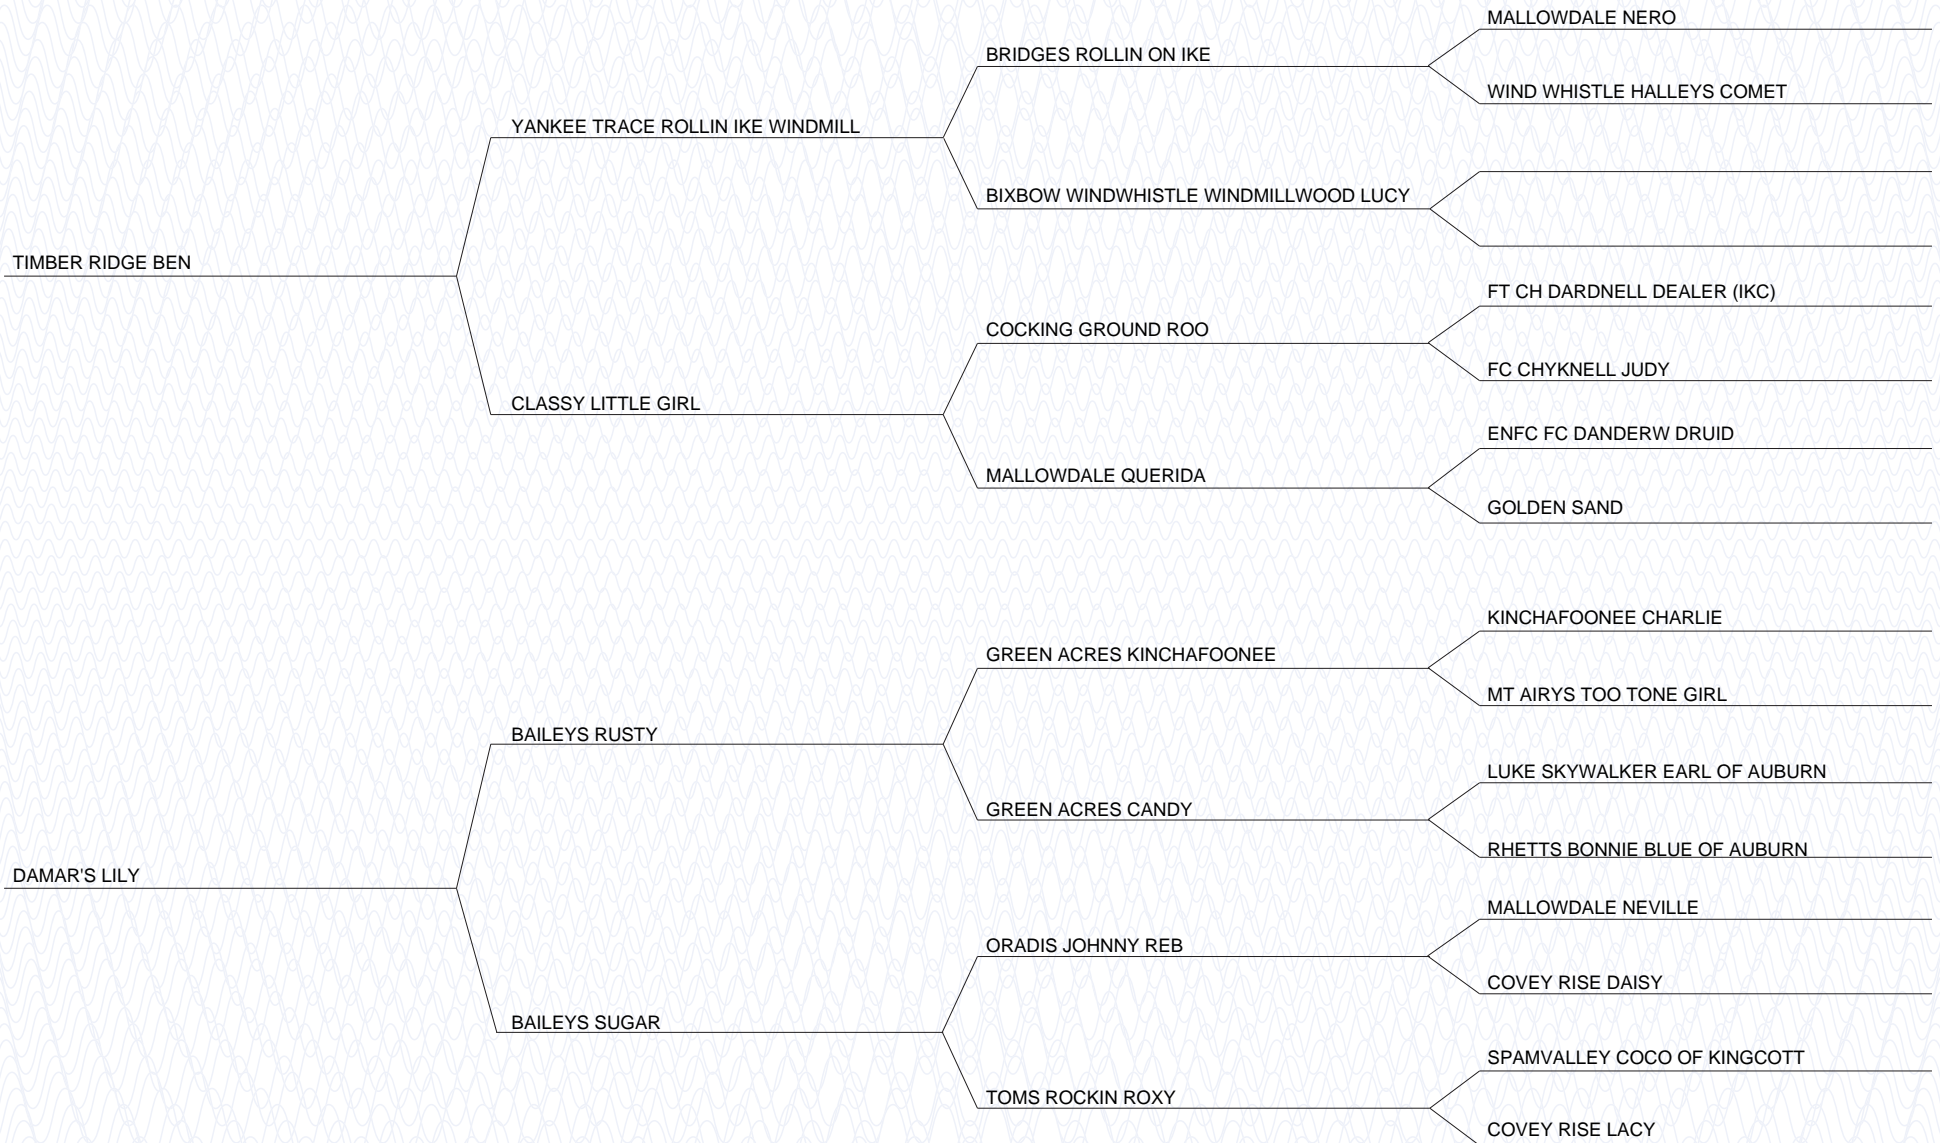 MALLOWDALE NERO
BRIDGES ROLLIN ON IKE
WIND WHISTLE HALLEYS COMET
YANKEE TRACE ROLLIN IKE WINDMILL
BIXBOW WINDWHISTLE WINDMILLWOOD LUCY
TIMBER RIDGE BEN
FT CH DARDNELL DEALER (IKC)
COCKING GROUND ROO
FC CHYKNELL JUDY
CLASSY LITTLE GIRL
ENFC FC DANDERW DRUID
MALLOWDALE QUERIDA
GOLDEN SAND
KINCHAFOONEE CHARLIE
GREEN ACRES KINCHAFOONEE
MT AIRYS TOO TONE GIRL
BAILEYS RUSTY
LUKE SKYWALKER EARL OF AUBURN
GREEN ACRES CANDY
RHETTS BONNIE BLUE OF AUBURN
DAMAR'S LILY
MALLOWDALE NEVILLE
ORADIS JOHNNY REB
COVEY RISE DAISY
BAILEYS SUGAR
SPAMVALLEY COCO OF KINGCOTT
TOMS ROCKIN ROXY
COVEY RISE LACY